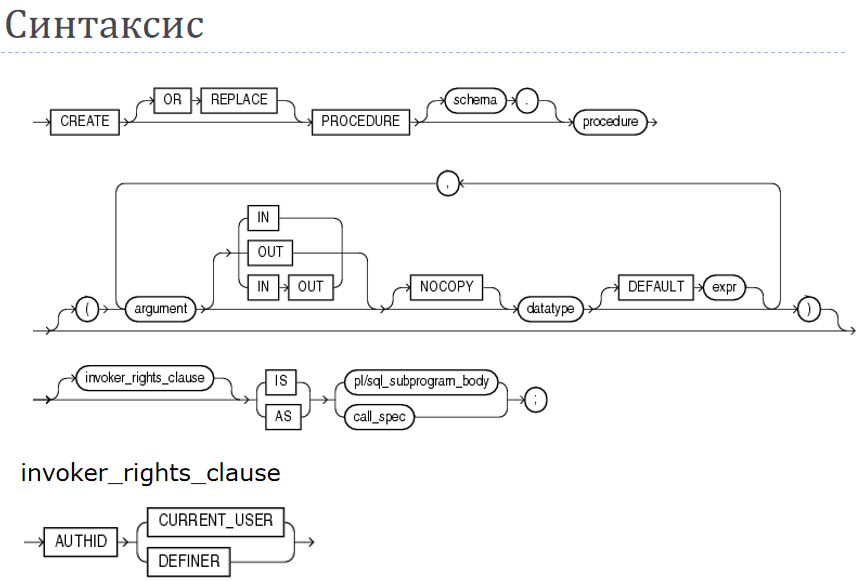 Синтаксис
OR REPLACE schema .
CREATE PROCEDURE procedure
,
IN
OUT
IN OUT NOCOPY DEFAULT expr
( argument datatype )
invoker_rights_clause IS pl/sql_subprogram_body
AS call_spec ;
invoker_rights_clause
CURRENT_USER
AUTHID
DEFINER